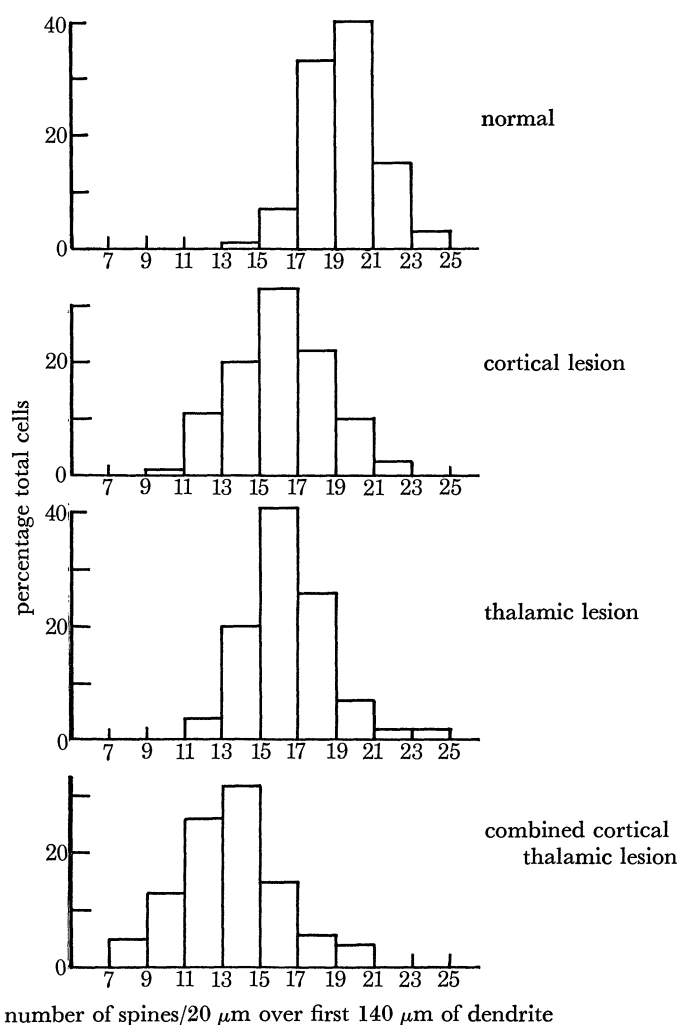 40
20
0
7 9 11 13 15 17 19 21 23 25
normal
20
0
7 9 11 13 15 17 19 21 23 25
cortical lesion
percentage total cells
40
20
0
7 9 11 13 15 17 19 21 23 25
thalamic lesion
20
0
7 9 11 13 15 17 19 21 23 25
combined cortical
thalamic lesion
number of spines/20 μm over first 140 μm of dendrite